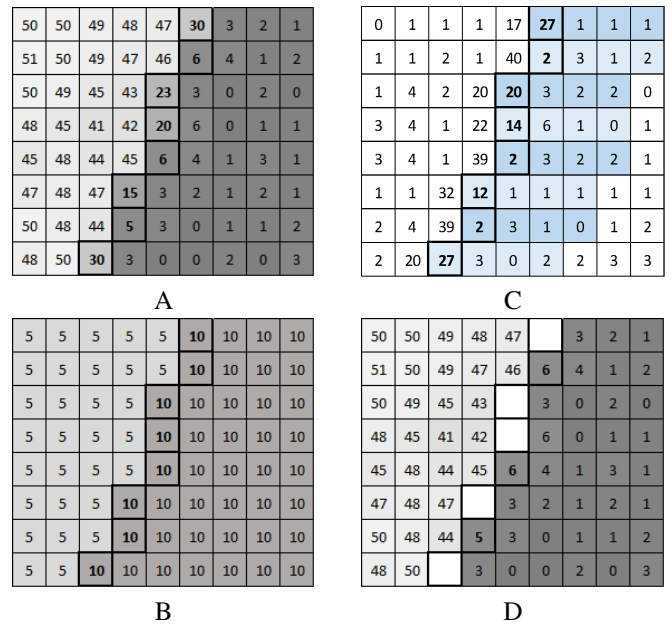 50 50 49 48 47 30 3 2 1
51 50 49 47 46 6 4 1 2
50 49 45 43 23 3 0 2 0
48 45 41 42 20 6 0 1 1
45 48 44 45 6 4 1 3 1
47 48 47 15 3 2 1 2 1
50 48 44 5 3 0 1 1 2
48 50 30 3 0 0 2 0 3
A
0 1 1 1 17 27 1 1 1
1 1 2 1 40 2 3 1 2
1 4 2 20 20 3 2 2 0
3 4 1 22 14 6 1 0 1
3 4 1 39 2 3 2 2 1
1 1 32 12 1 1 1 1 1
2 4 39 2 3 1 0 1 2
2 20 27 3 0 2 2 3 3
C
5 5 5 5 5 10 10 10 10
5 5 5 5 5 10 10 10 10
5 5 5 5 10 10 10 10 10
5 5 5 5 10 10 10 10 10
5 5 5 5 10 10 10 10 10
5 5 5 10 10 10 10 10 10
5 5 5 10 10 10 10 10 10
5 5 10 10 10 10 10 10 10
B
50 50 49 48 47 3 2 1
51 50 49 47 46 6 4 1 2
50 49 45 43 3 0 2 0
48 45 41 42 6 0 1 1
45 48 44 45 6 4 1 3 1
47 48 47 3 2 1 2 1
50 48 44 5 3 0 1 1 2
48 50 3 0 0 2 0 3
D